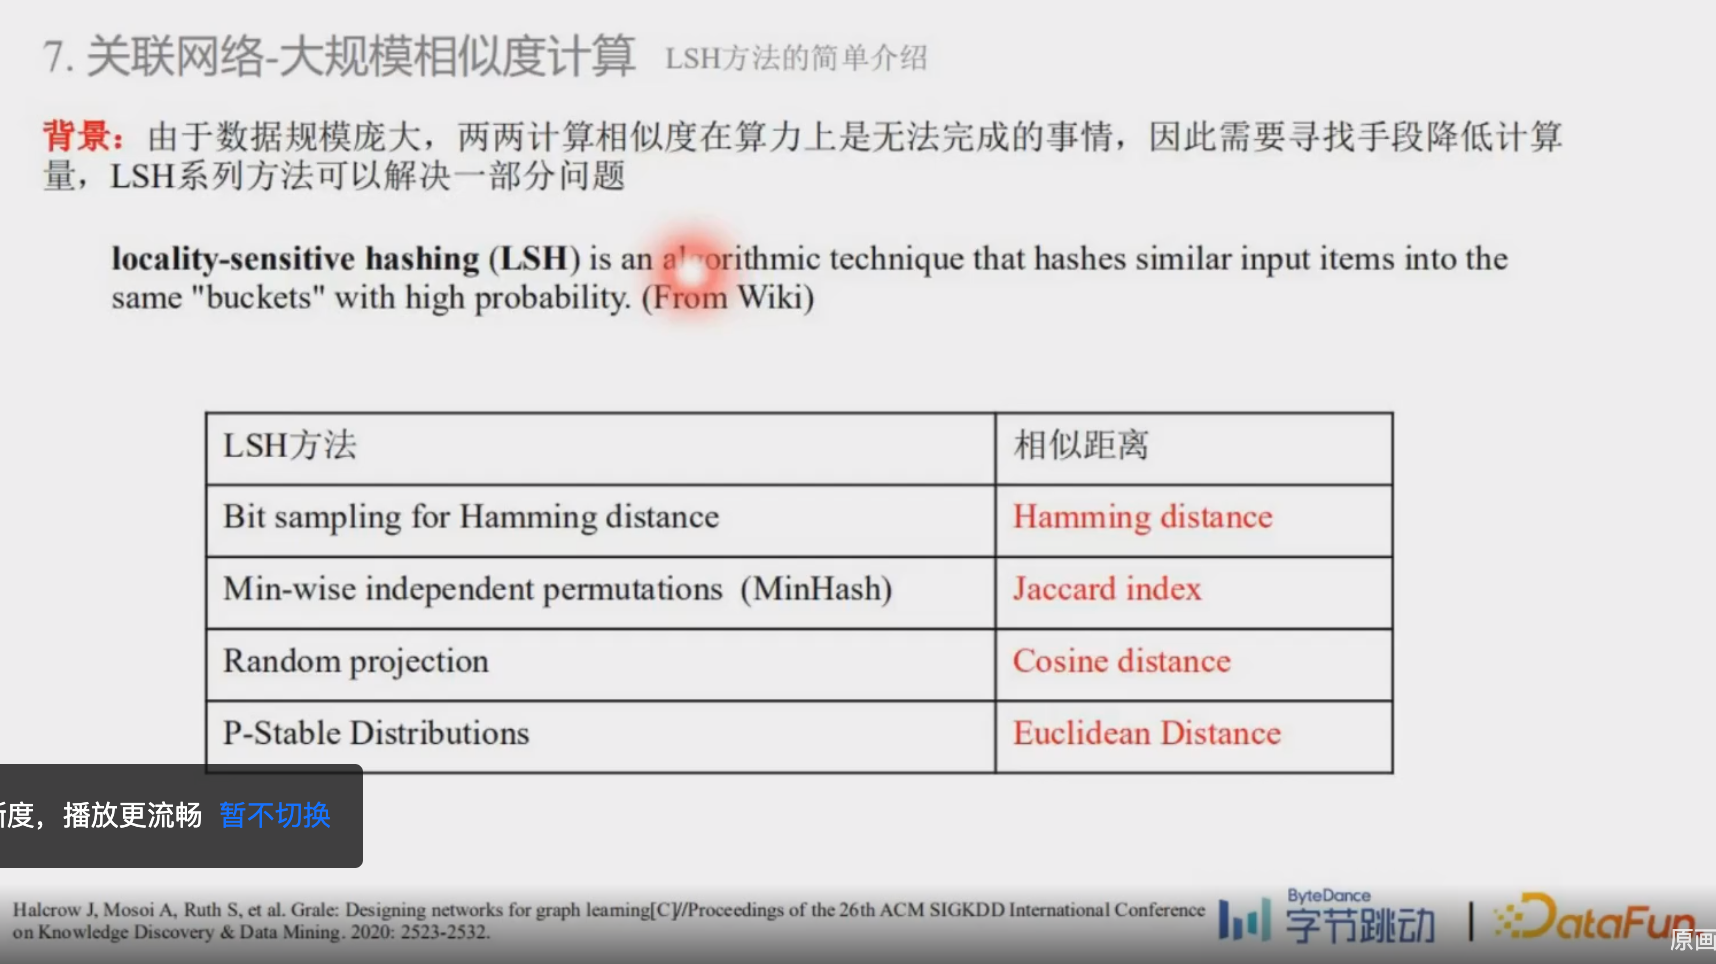 7. 关联网络-大规模相似度计算 LSH方法的简单介绍
背景：由于数据规模庞大，两两计算相似度在算力上是无法完成的事情，因此需要寻找手段降低计算
量，LSH系列方法可以解决一部分问题
locality-sensitive hashing (LSH) is an algorithmic technique that hashes similar input items into the
same "buckets" with high probability. (From Wiki)
LSH方法 相似距离
Bit sampling for Hamming distance Hamming distance
Min-wise independent permutations (MinHash) Jaccard index
Random projection Cosine distance
P-Stable Distributions Euclidean Distance
度，播放更流畅 暂不切换
Halcrow J, Mosoi A, Ruth S, et al. Grale: Designing networks for graph learning[C]//Proceedings of the 26th ACM SIGKDD International Conference
on Knowledge Discovery & Data Mining. 2020: 2523-2532.
ByteDance
字节跳动 | DataFun.
原画